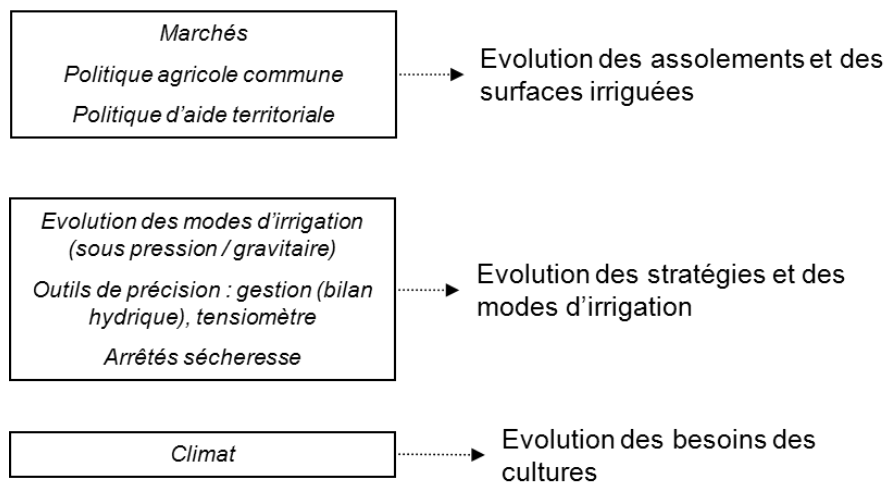 Marchés
Politique agricole commune
Politique d'aide territoriale
Evolution des assolements et des
surfaces irriguées
Evolution des modes d'irrigation
(sous pression / gravitaire)
Outils de précision : gestion (bilan
hydrique), tensiomètre
Arrêtés sécheresse
Evolution des stratégies et des
modes d'irrigation
Climat
Evolution des besoins des
cultures